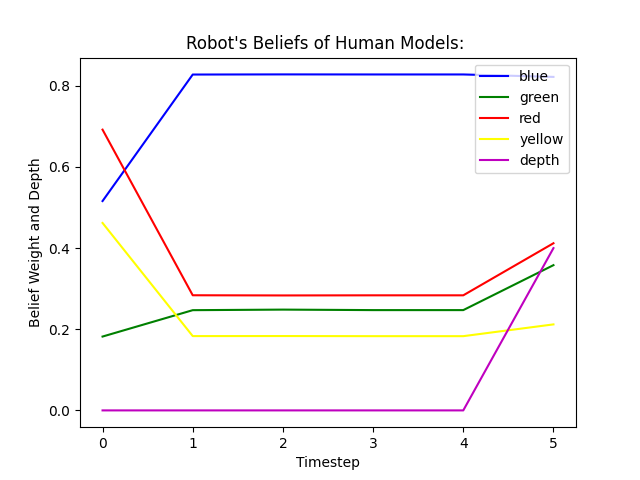 Robot's Beliefs of Human Models:
Belief Weight and Depth
0.8
0.6
0.4
0.2
0.0
0 1 2 3 4 5
Timestep
blue
green
red
yellow
depth